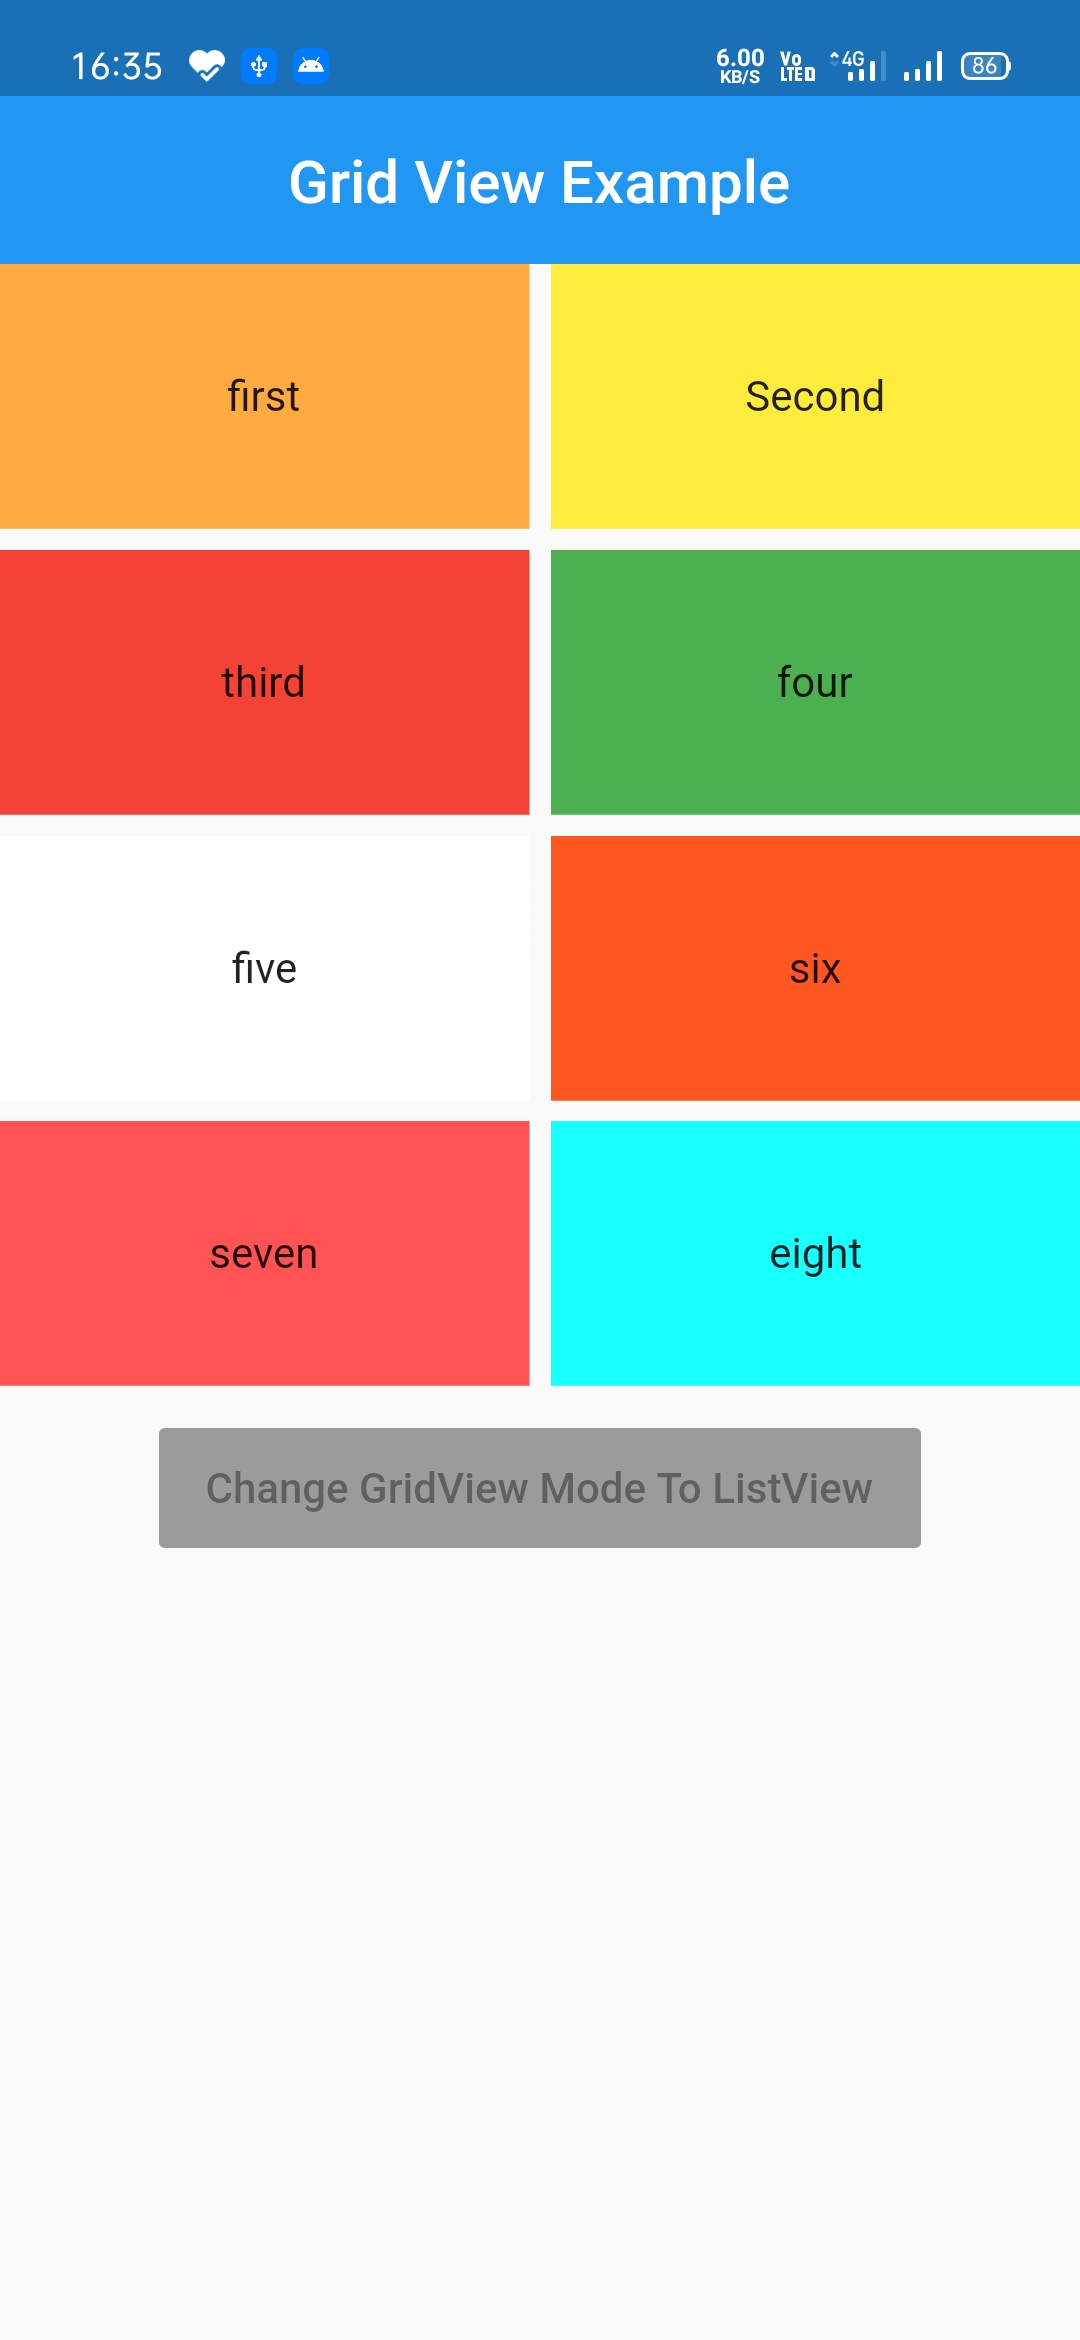 16:35 6.00 KB/S Vo LTE D 4G 86
Grid View Example
first Second
third four
five six
seven eight
Change GridView Mode To ListView